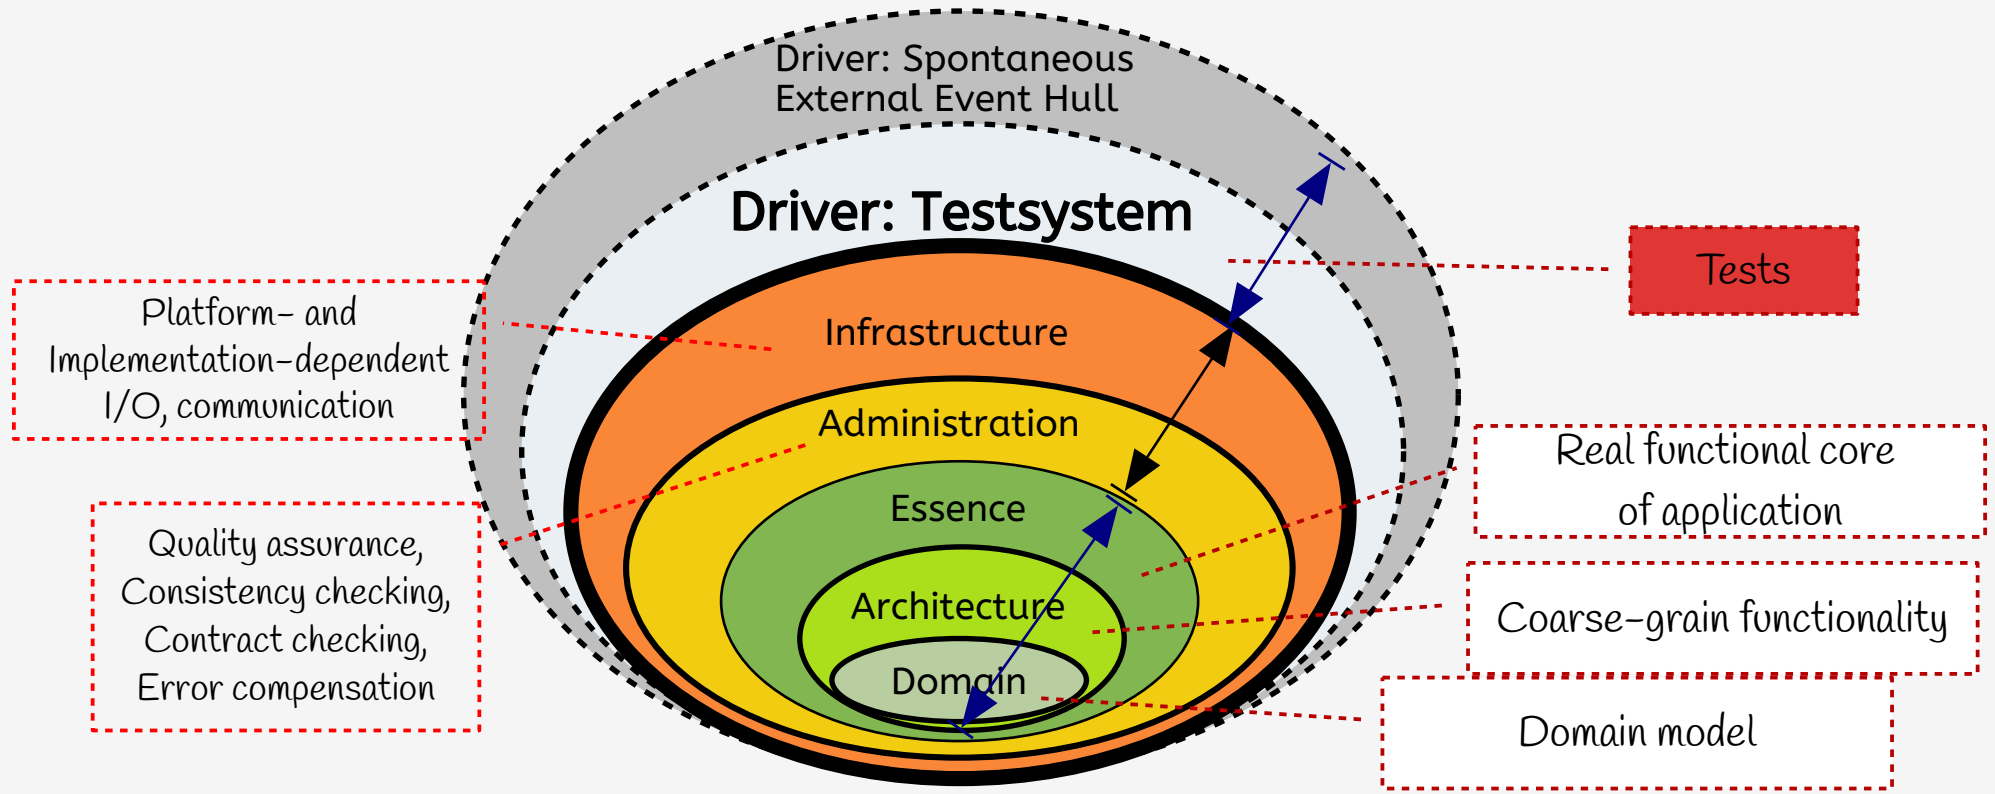 Driver: Spontaneous
External Event Hull
Driver: Testsystem
Tests
Platform- and
Implementation-dependent
I/O, communication
Infrastructure
Administration
Real functional core
of application
Essence
Quality assurance,
Consistency checking,
Contract checking,
Error compensation
Architecture
Coarse-grain functionality
Domain
Domain model